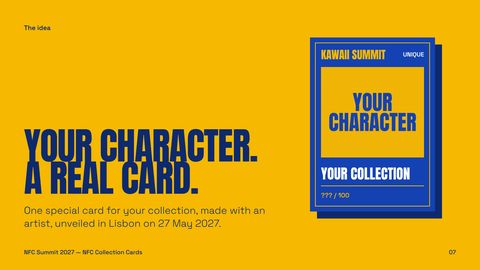 The idea
KAWAII SUMMIT
UNIQUE
YOUR
CHARACTER
YOUR COLLECTION
??? / 100
YOUR CHARACTER.
A REAL CARD.
One special card for your collection, made with an
artist, unveiled in Lisbon on 27 May 2027.
NFC Summit 2027 — NFC Collection Cards
07